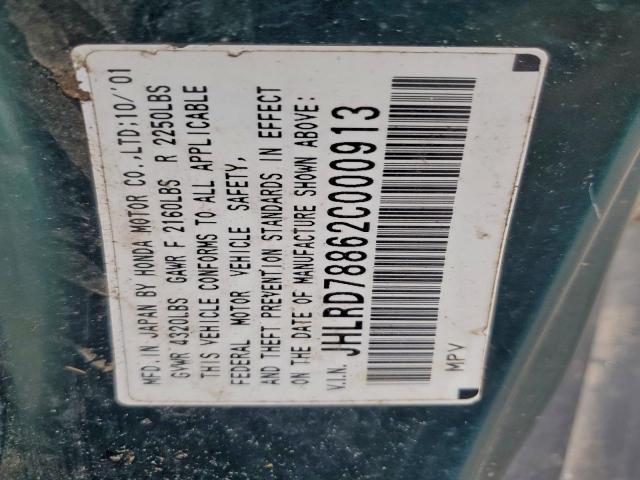 MFD. IN JAPAN BY HONDA MOTOR CO.,LTD:10/'01
GVWR 4320LBS GAWR F 2160LBS R 2250LBS
THIS VEHICLE CONFORMS TO ALL APPLICABLE
FEDERAL MOTOR VEHICLE SAFETY,
AND THEFT PREVENTION STANDARDS IN EFFECT
ON THE DATE OF MANUFACTURE SHOWN ABOVE:
V.I.N. JHLRD78862C000913
MPV